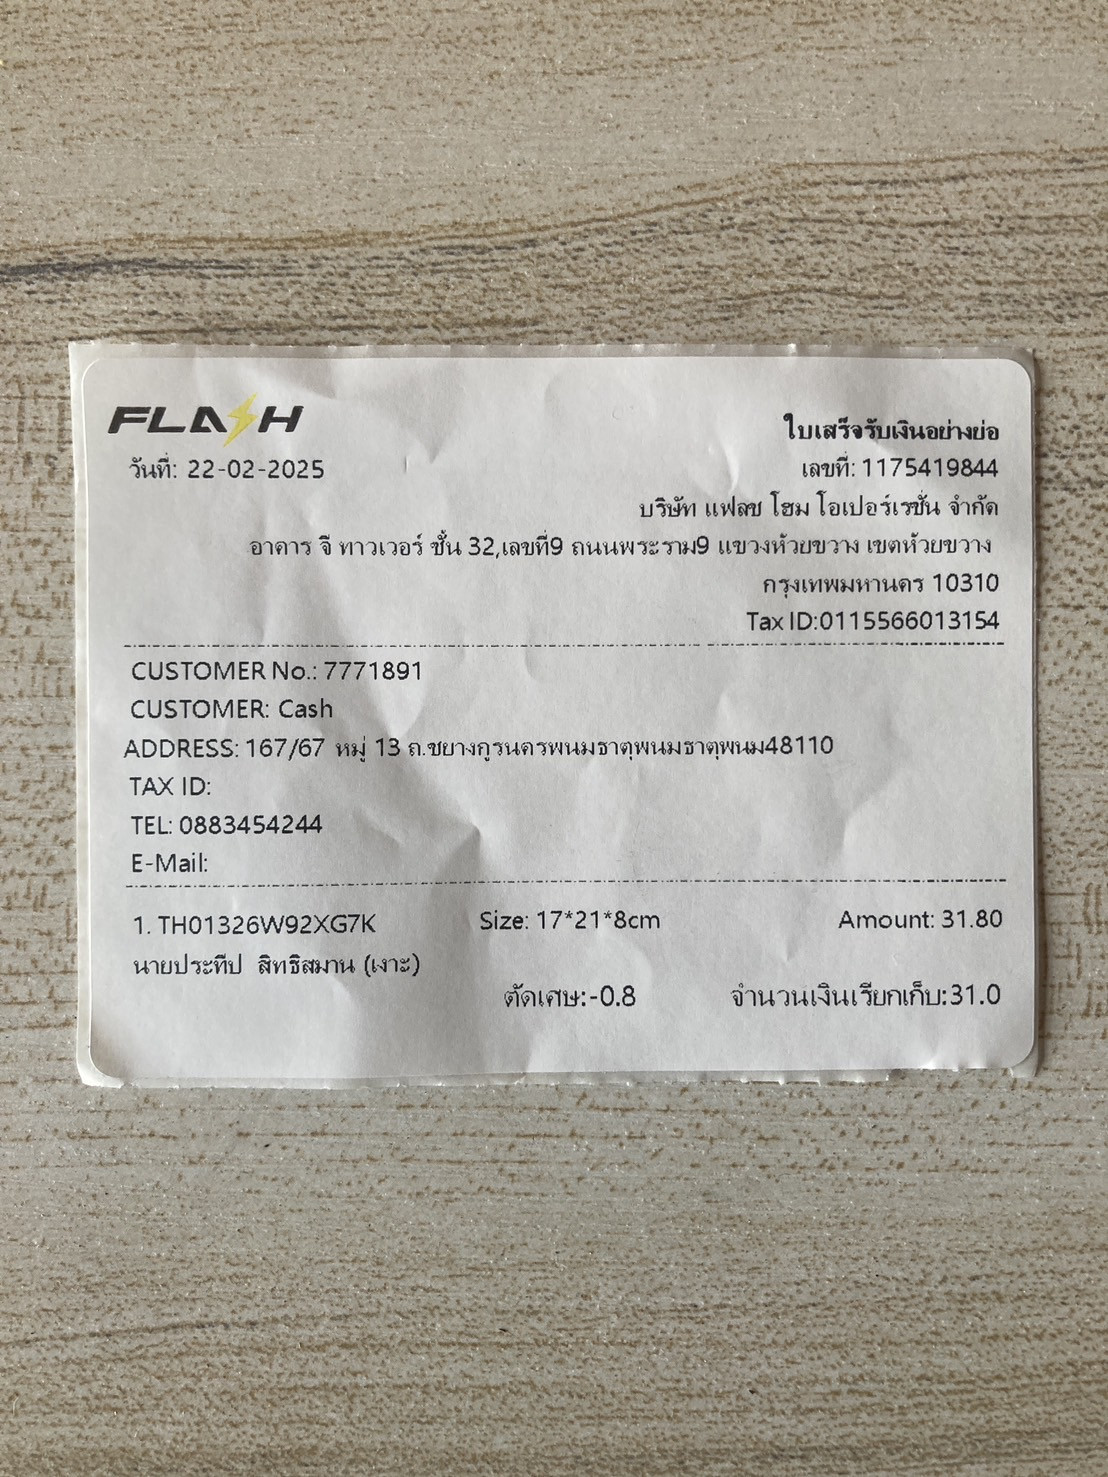 FLASH
ใบเสร็จรับเงินอย่างย่อ
วันที่: 22-02-2025
เลขที่: 1175419844
บริษัท แฟลช โฮม โอเปอร์เรชั่น จำกัด
อาคาร จี ทาวเวอร์ ชั้น 32,เลขที่9 ถนนพระราม9 แขวงห้วยขวาง เขตห้วยขวาง
กรุงเทพมหานคร 10310
Tax ID:0115566013154
CUSTOMER No.: 7771891
CUSTOMER: Cash
ADDRESS: 167/67 หมู่ 13 ถ.ชยางกูรนครพนมธาตุพนมธาตุพนม48110
TAX ID:
TEL: 0883454244
E-Mail:
1. TH01326W92XG7K Size: 17*21*8cm Amount: 31.80
นายประทีป สิทธิสมาน (เงาะ)
ตัดเศษ:-0.8 จำนวนเงินเรียกเก็บ:31.0